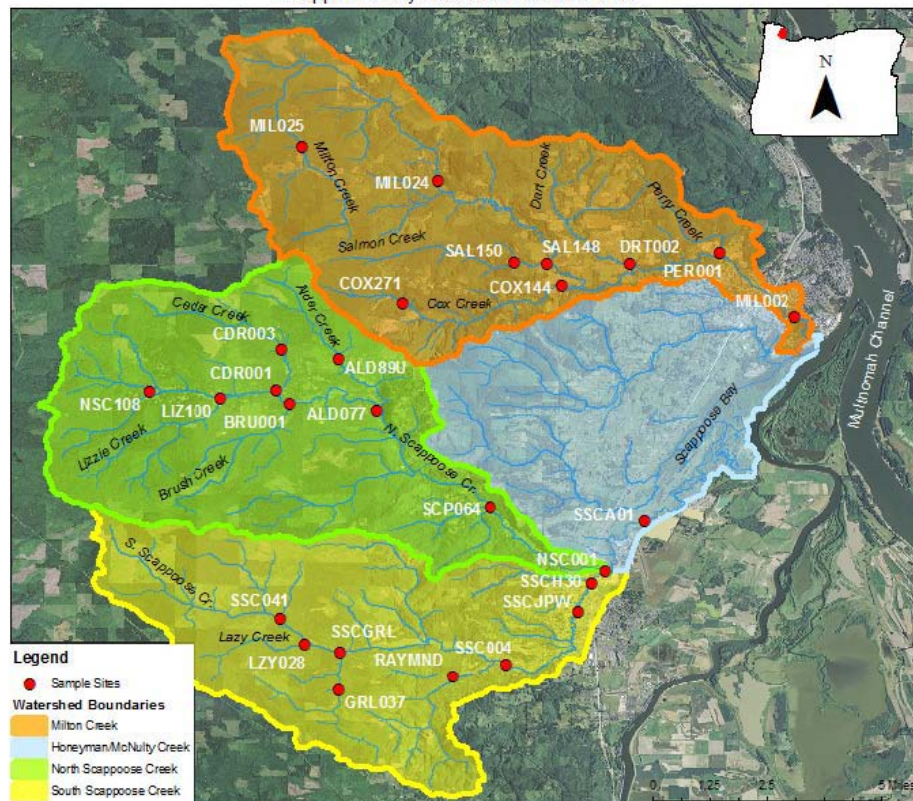 N
MIL025
Milton Creek
MIL024
Dart Creek
Perry Creek
Salmon Creek
SAL150
SAL148
DRT002
PER001
COX271
Cox Creek
COX144
MIL002
Multnomah Channel
Cedar Creek
CDR003
ALD89U
CDR001
NSC108
LIZ100
BRU001
ALD077
Lizzie Creek
Brush Creek
N. Scappoose Cr.
Scappoose Bay
SCP064
SSCA01
S. Scappoose Cr.
NSC001
SSCH30
SSCJPW
SSC041
Lazy Creek
LZY028
SSCGRL
RAYMND
SSC004
GRL037
Legend
Sample Sites
Watershed Boundaries
Milton Creek
Honeyman/McNulty Creek
North Scappoose Creek
South Scappoose Creek
0 1.25 2.5 5 Miles